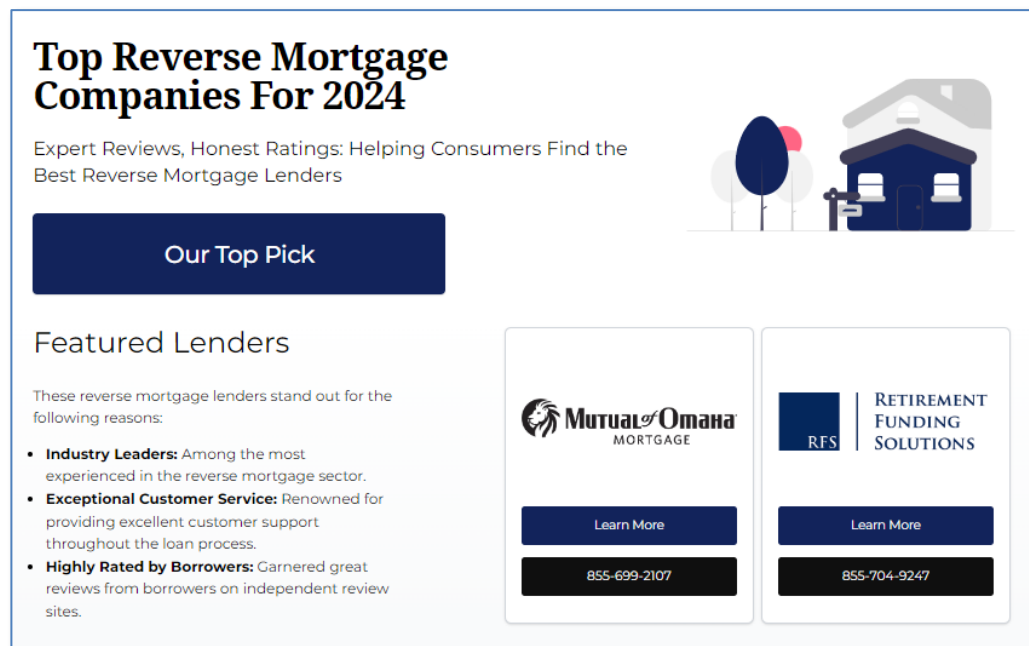 Top Reverse Mortgage
Companies For 2024
Expert Reviews, Honest Ratings: Helping Consumers Find the
Best Reverse Mortgage Lenders
Our Top Pick
Featured Lenders
These reverse mortgage lenders stand out for the
following reasons:
• Industry Leaders: Among the most
experienced in the reverse mortgage sector.
• Exceptional Customer Service: Renowned for
providing excellent customer support
throughout the loan process.
• Highly Rated by Borrowers: Garnered great
reviews from borrowers on independent review
sites.
Mutual of Omaha
MORTGAGE
Learn More
855-699-2107
RFS
RETIREMENT
FUNDING
SOLUTIONS
Learn More
855-704-9247